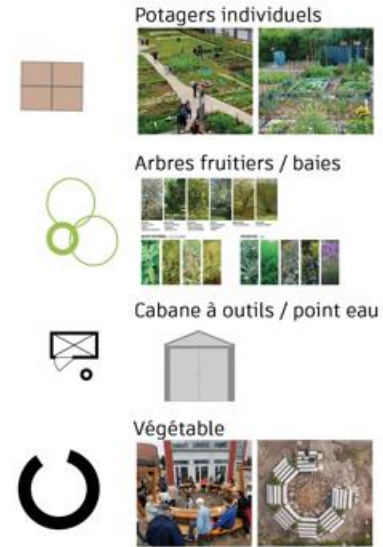 Potagers individuels
Arbres fruitiers / baies
Cabane à outils / point eau
Végétable